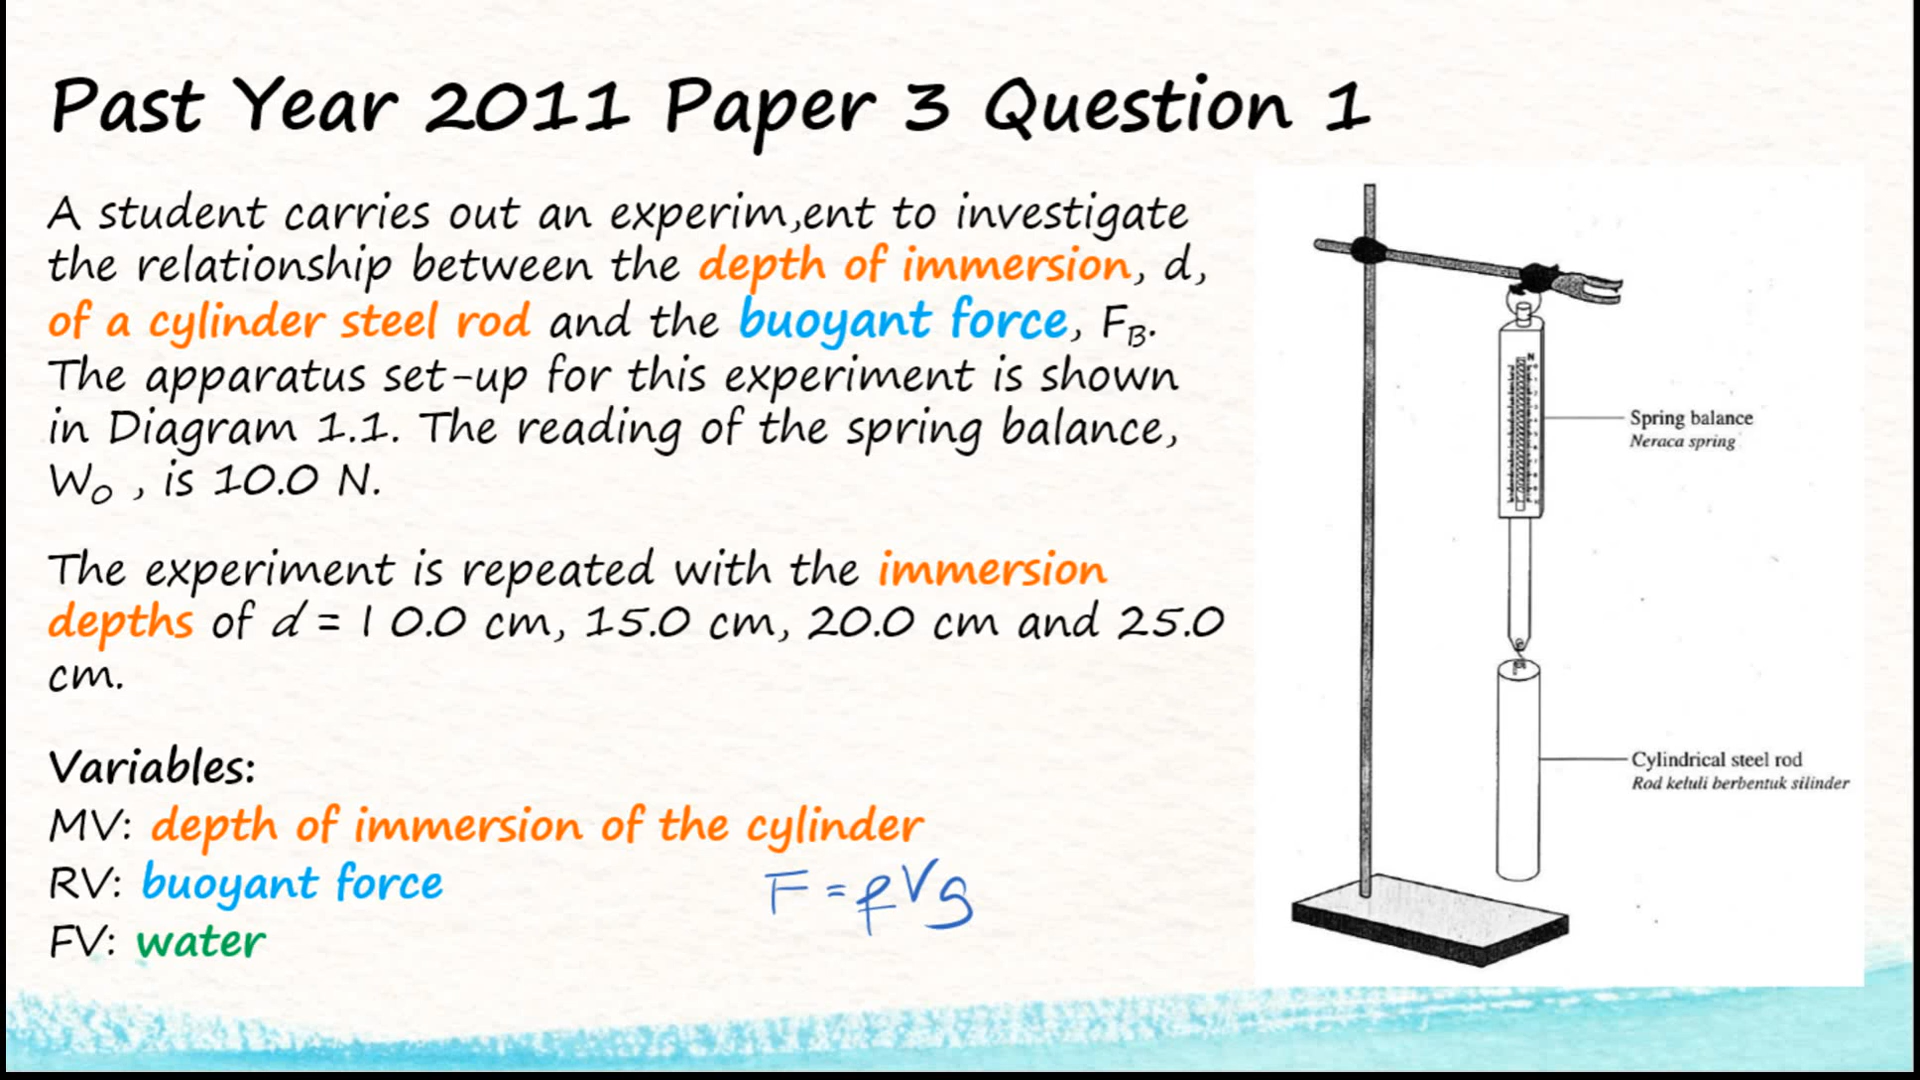 Past Year 2011 Paper 3 Question 1
A student carries out an experim,ent to investigate
the relationship between the depth of immersion, d,
of a cylinder steel rod and the buoyant force, FB.
The apparatus set-up for this experiment is shown
in Diagram 1.1. The reading of the spring balance,
Wo , is 10.0 N.
The experiment is repeated with the immersion
depths of d = I 0.0 cm, 15.0 cm, 20.0 cm and 25.0
cm.
Variables:
MV: depth of immersion of the cylinder
RV: buoyant force
FV: water
F = ρVg
N
Spring balance
Neraca spring
Cylindrical steel rod
Rod keluli berbentuk silinder